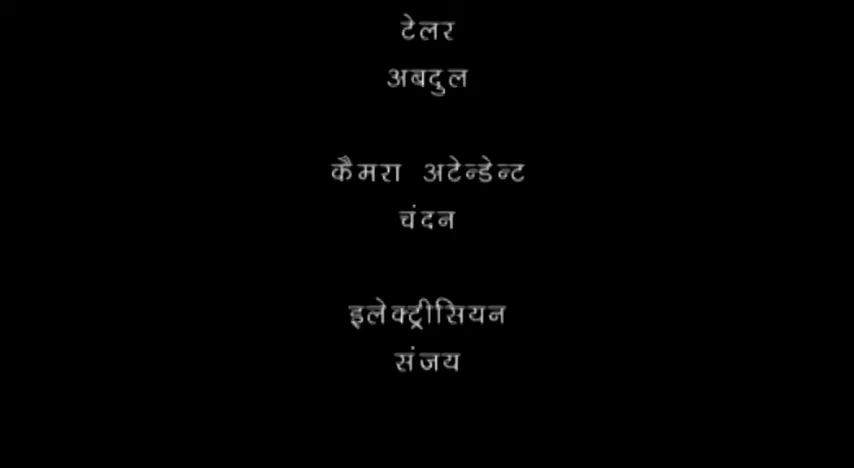 टेलर
अबदुल
कैमरा अटेन्डेन्ट
चंदन
इलेक्ट्रीसियन
संजय